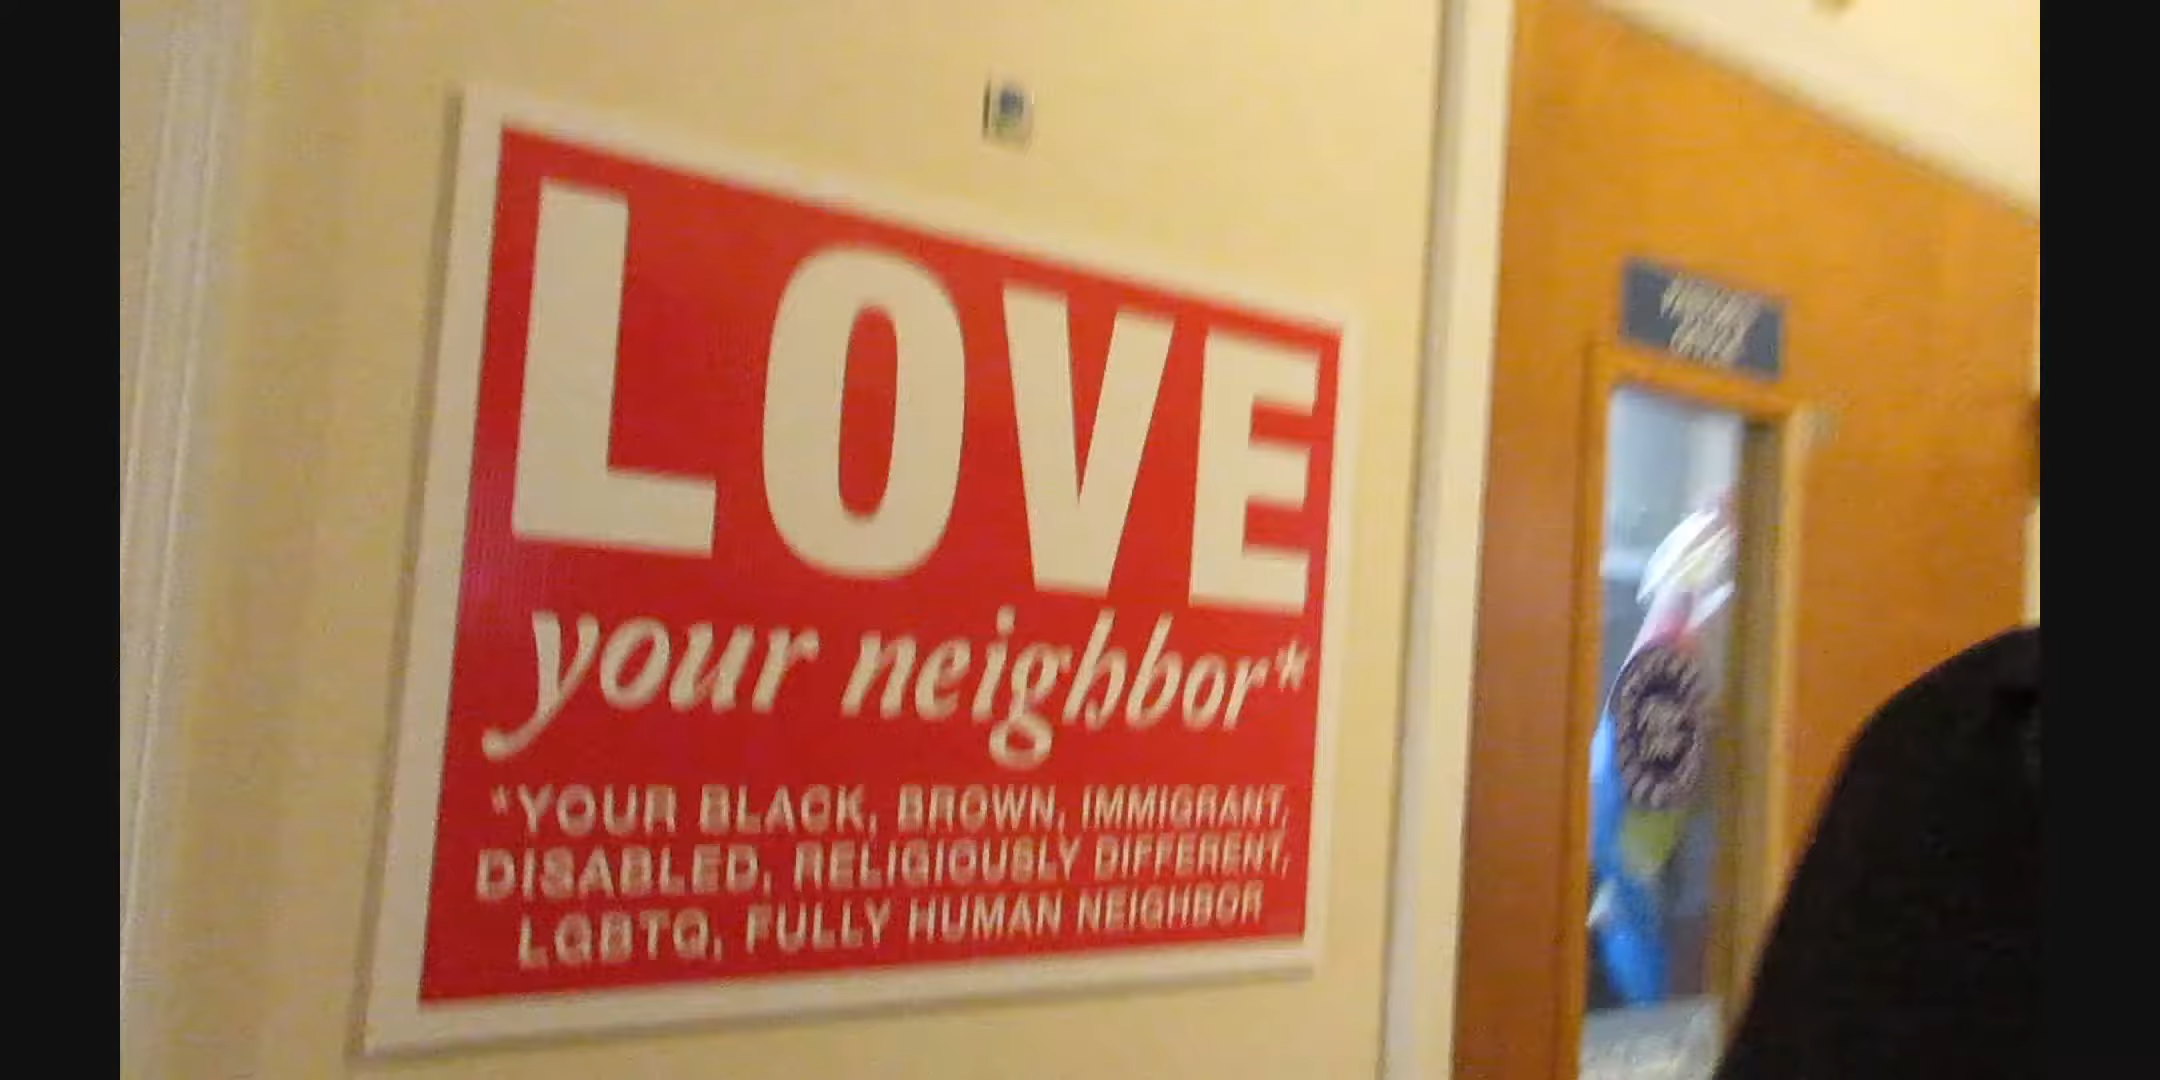 LOVE
your neighbor*
*YOUR BLACK, BROWN, IMMIGRANT,
DISABLED, RELIGIOUSLY DIFFERENT,
LGBTQ, FULLY HUMAN NEIGHBOR